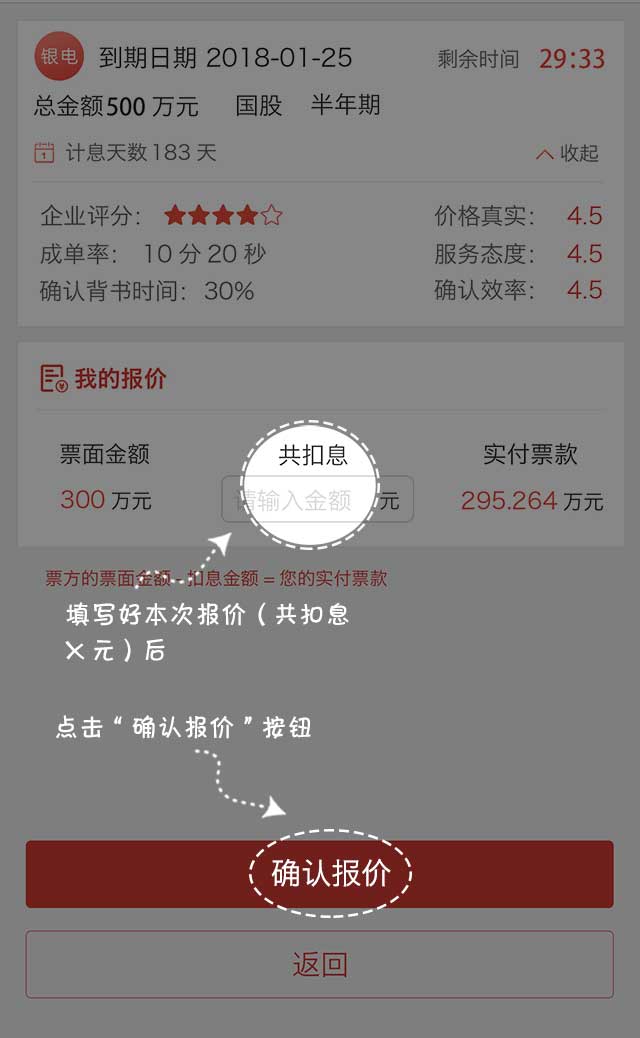 银电 到期日期 2018-01-25 剩余时间 29:33
总金额500 万元 国股 半年期
1 计息天数183 天 收起
企业评分： 价格真实： 4.5
成单率： 10 分 20 秒 服务态度： 4.5
确认背书时间： 30% 确认效率： 4.5
我的报价
票面金额 共扣息 实付票款
300 万元 请输入金额 元 295.264 万元
票方的票面金额 - 扣息金额 = 您的实付票款
填写好本次报价（共扣息
X 元）后
点击“确认报价”按钮
确认报价
返回